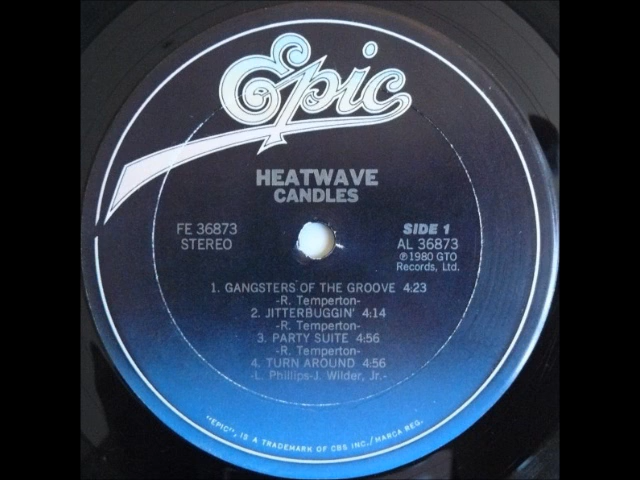 Epic
HEATWAVE
CANDLES
FE 36873
STEREO
SIDE 1
AL 36873
℗ 1980 GTO
Records, Ltd.
1. GANGSTERS OF THE GROOVE 4:23
-R. Temperton-
2. JITTERBUGGIN' 4:14
-R. Temperton-
3. PARTY SUITE 4:56
-R. Temperton-
4. TURN AROUND 4:56
-L. Phillips-J. Wilder, Jr.-
"EPIC", IS A TRADEMARK OF CBS INC./MARCA REG.